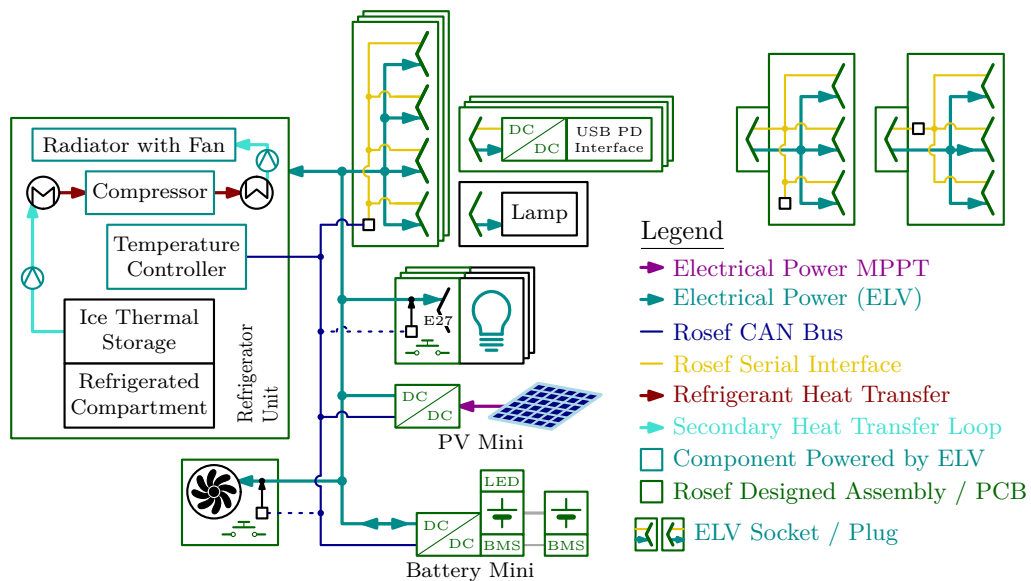 Radiator with Fan
Compressor
Temperature
Controller
Ice Thermal
Storage
Refrigerated
Compartment
Refrigerator
Unit
DC
DC
USB PD
Interface
Lamp
E27
DC
DC
PV Mini
LED
DC
DC
BMS
BMS
Battery Mini
Legend
Electrical Power MPPT
Electrical Power (ELV)
Rosef CAN Bus
Rosef Serial Interface
Refrigerant Heat Transfer
Secondary Heat Transfer Loop
Component Powered by ELV
Rosef Designed Assembly / PCB
ELV Socket / Plug